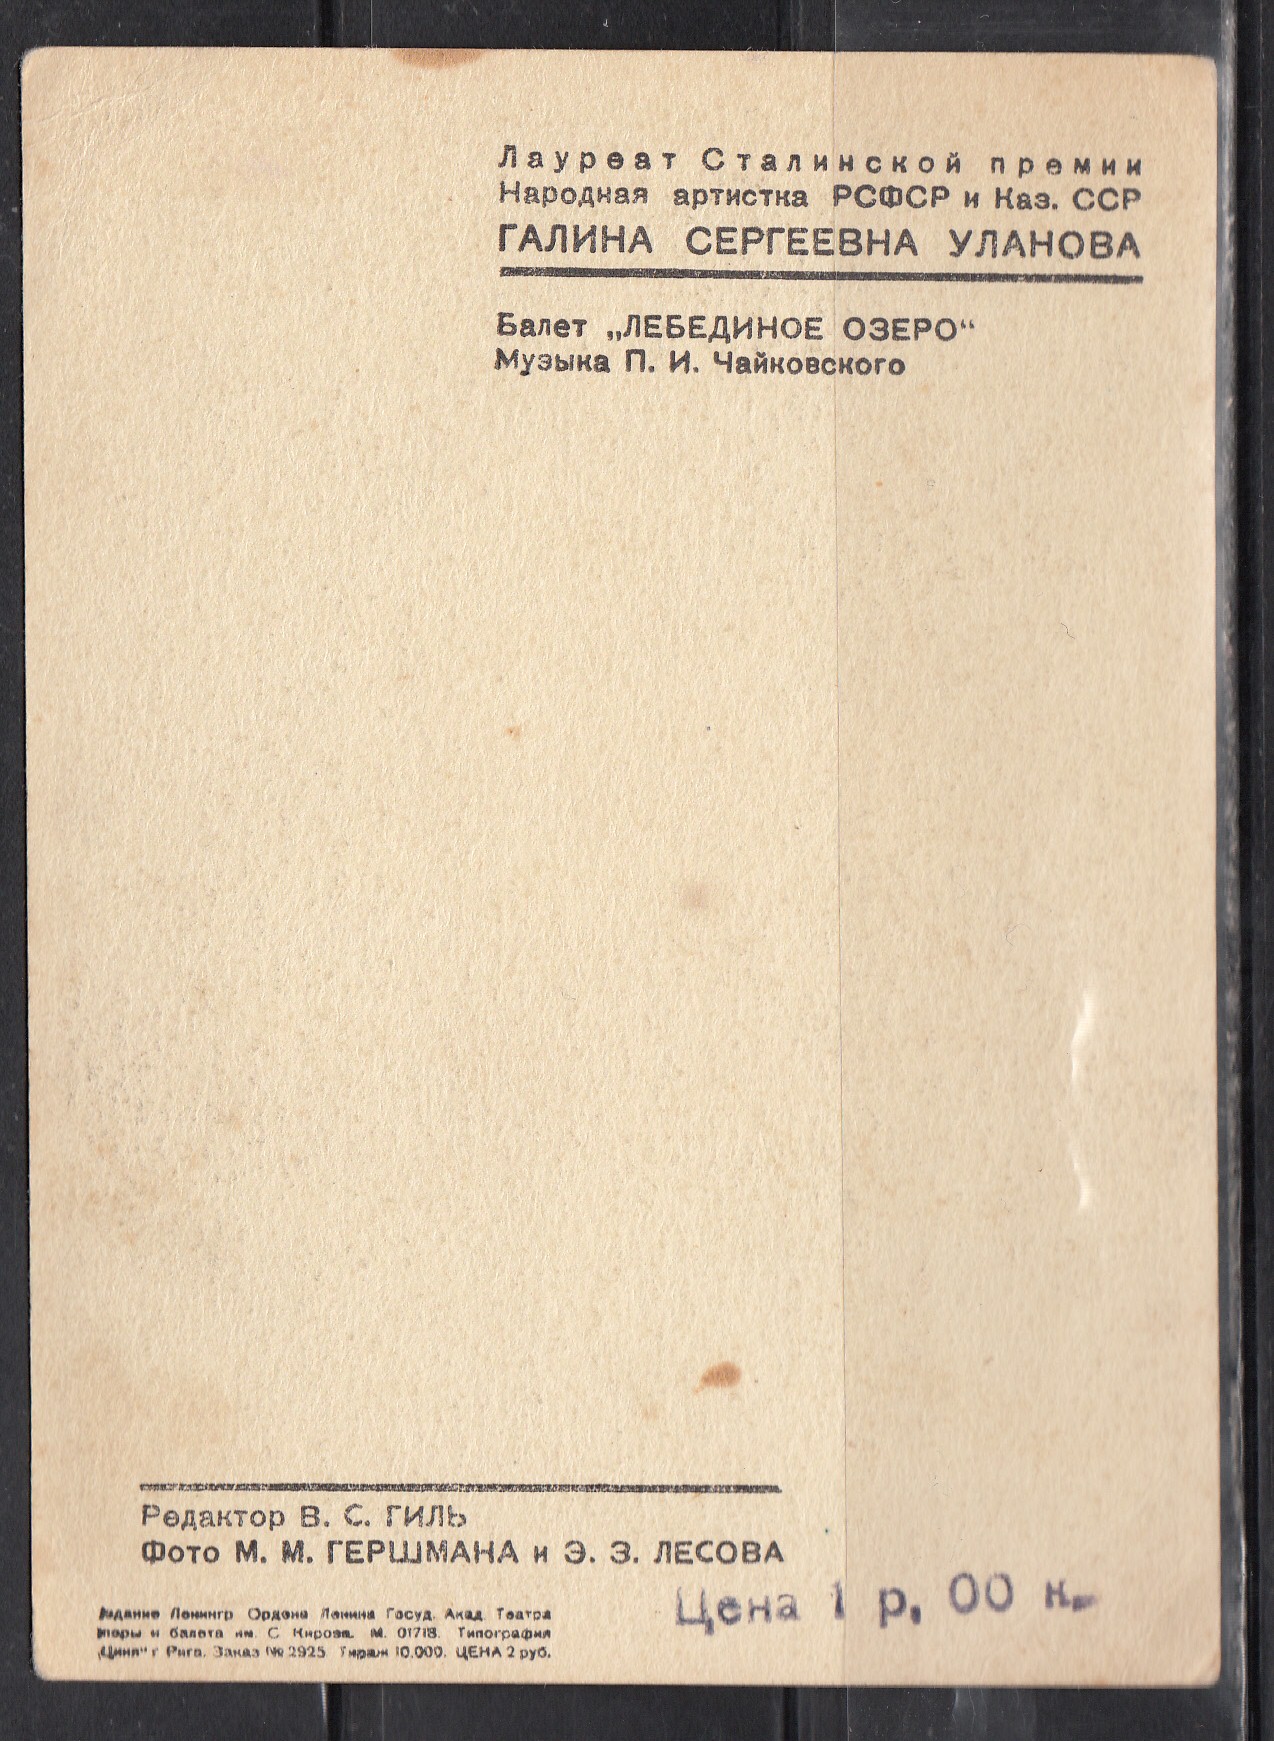 Лауреат Сталинской премии
Народная артистка РСФСР и Каз. ССР
ГАЛИНА СЕРГЕЕВНА УЛАНОВА
Балет „ЛЕБЕДИНОЕ ОЗЕРО“
Музыка П. И. Чайковского
Редактор В. С. ГИЛЬ
Фото М. М. ГЕРШМАНА и Э. З. ЛЕСОВА
Цена 1 р. 00 к.
Издание Ленингр Ордена Ленина Госуд. Акад. Театра
оперы и балета им. С Кирова. М. 01718. Типография
„Циня“ г Рига. Заказ № 2925 Тираж 10.000. ЦЕНА 2 руб.